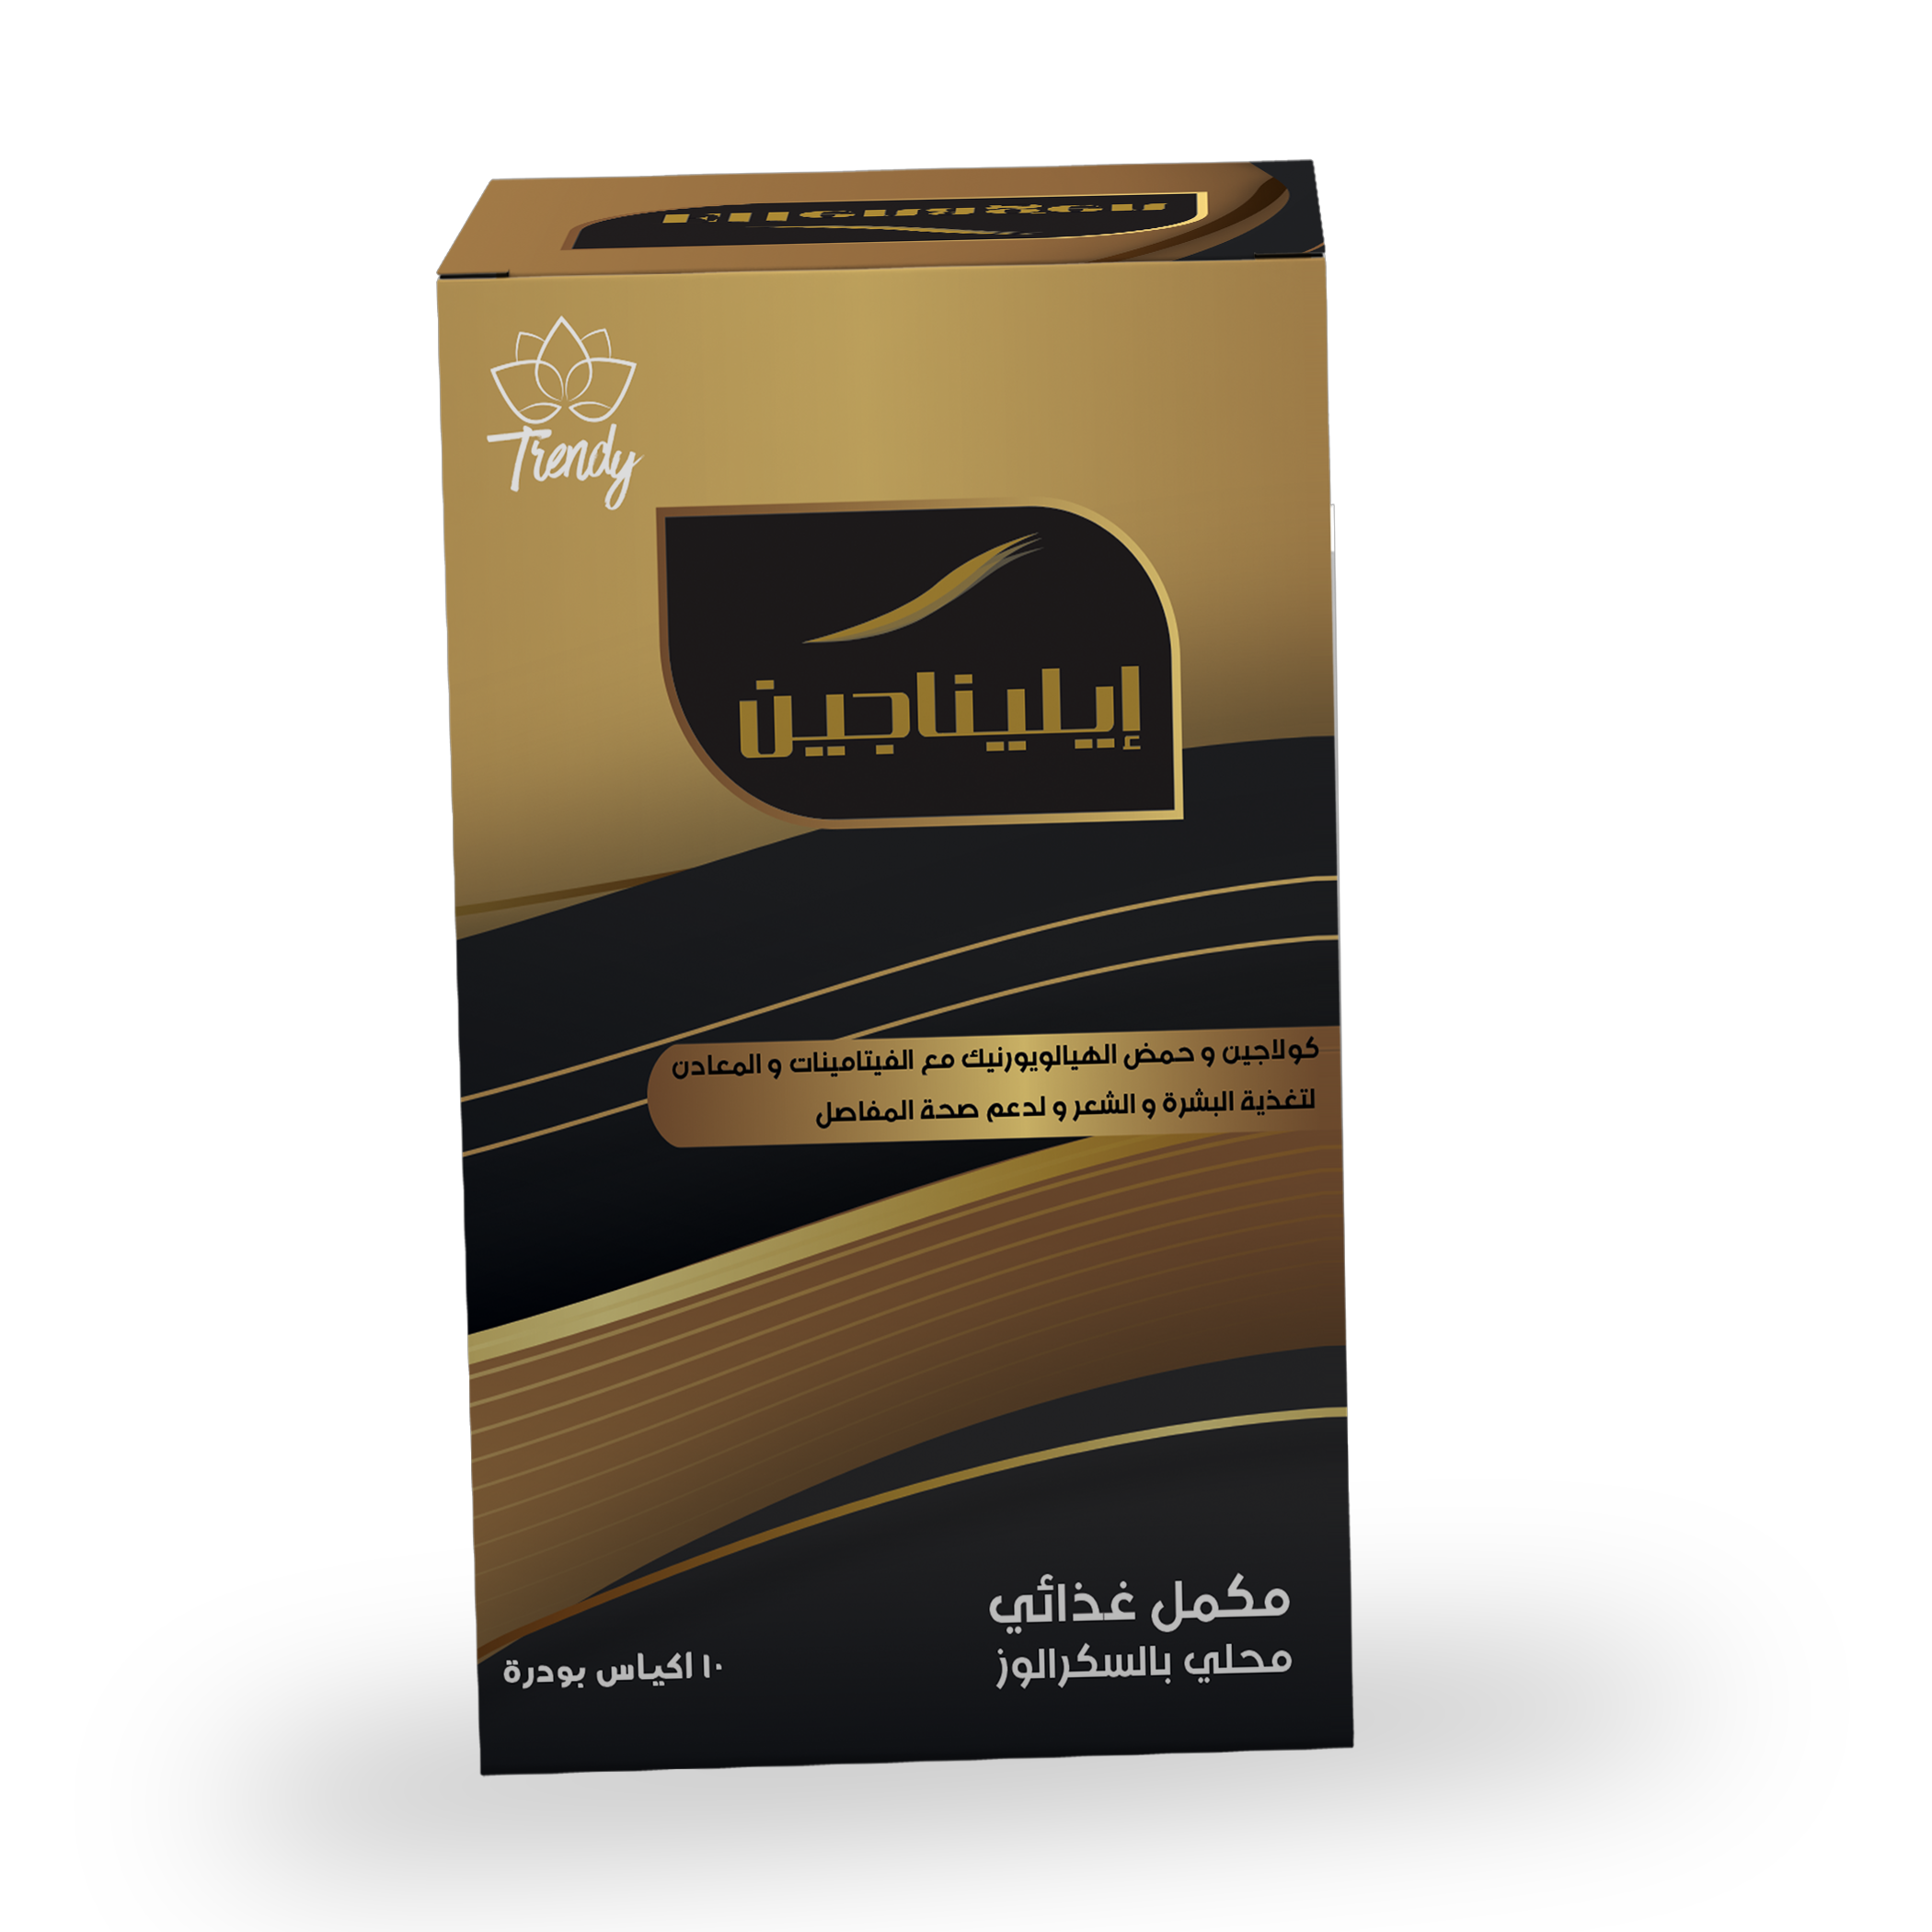 Ellenagen
Trendy
إيليناجين
كولاجين و حمض الهيالويورنيك مع الفيتامينات و المعادن
لتغذية البشرة و الشعر و لدعم صحة المفاصل
مكمل غذائي
محلي بالسكرالوز
١٠ اكياس بودرة